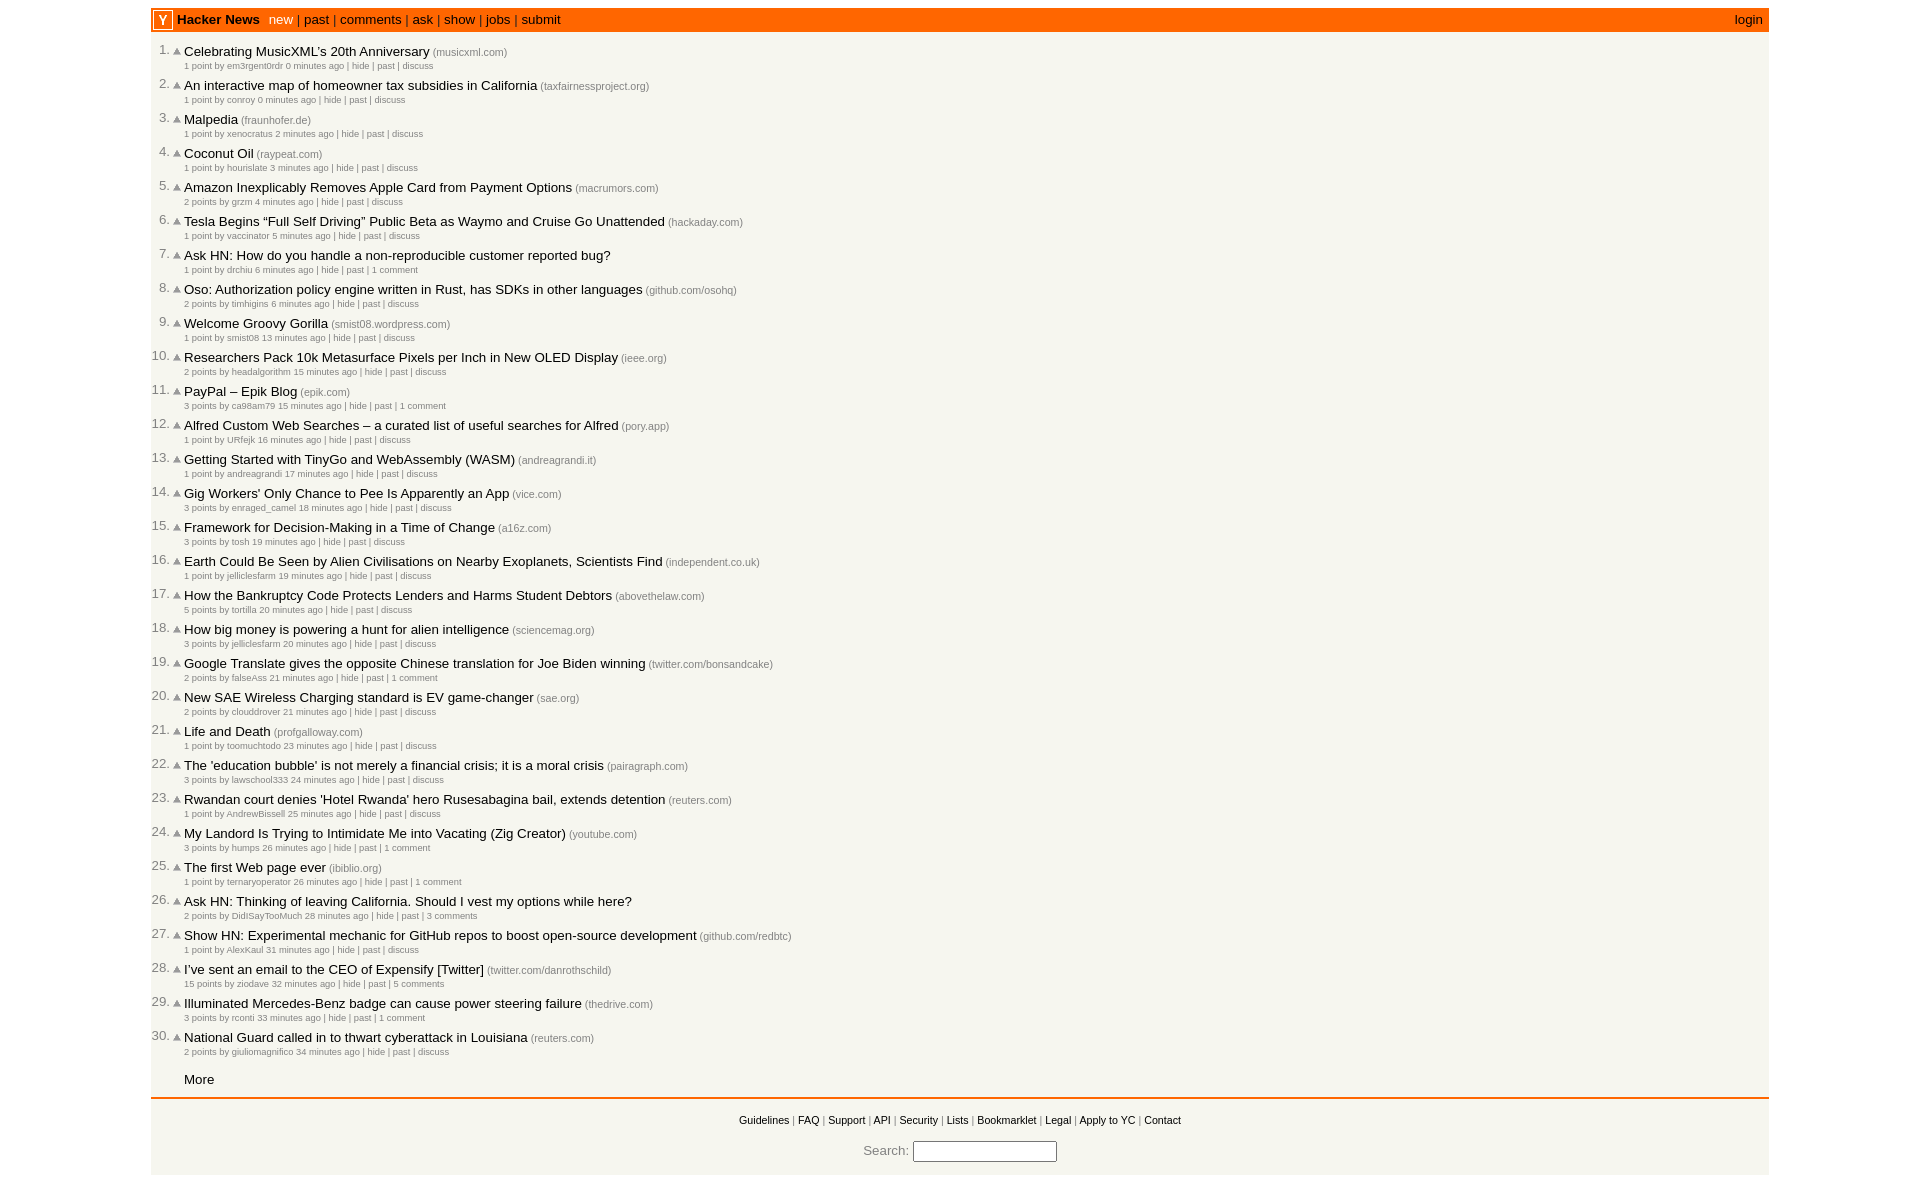 Y Hacker News new | past | comments | ask | show | jobs | submit login
1. Celebrating MusicXML’s 20th Anniversary (musicxml.com)
1 point by em3rgent0rdr 0 minutes ago | hide | past | discuss
2. An interactive map of homeowner tax subsidies in California (taxfairnessproject.org)
1 point by conroy 0 minutes ago | hide | past | discuss
3. Malpedia (fraunhofer.de)
1 point by xenocratus 2 minutes ago | hide | past | discuss
4. Coconut Oil (raypeat.com)
1 point by hourislate 3 minutes ago | hide | past | discuss
5. Amazon Inexplicably Removes Apple Card from Payment Options (macrumors.com)
2 points by grzm 4 minutes ago | hide | past | discuss
6. Tesla Begins “Full Self Driving” Public Beta as Waymo and Cruise Go Unattended (hackaday.com)
1 point by vaccinator 5 minutes ago | hide | past | discuss
7. Ask HN: How do you handle a non-reproducible customer reported bug?
1 point by drchiu 6 minutes ago | hide | past | 1 comment
8. Oso: Authorization policy engine written in Rust, has SDKs in other languages (github.com/osohq)
2 points by timhigins 6 minutes ago | hide | past | discuss
9. Welcome Groovy Gorilla (smist08.wordpress.com)
1 point by smist08 13 minutes ago | hide | past | discuss
10. Researchers Pack 10k Metasurface Pixels per Inch in New OLED Display (ieee.org)
2 points by headalgorithm 15 minutes ago | hide | past | discuss
11. PayPal – Epik Blog (epik.com)
3 points by ca98am79 15 minutes ago | hide | past | 1 comment
12. Alfred Custom Web Searches – a curated list of useful searches for Alfred (pory.app)
1 point by URfejk 16 minutes ago | hide | past | discuss
13. Getting Started with TinyGo and WebAssembly (WASM) (andreagrandi.it)
1 point by andreagrandi 17 minutes ago | hide | past | discuss
14. Gig Workers' Only Chance to Pee Is Apparently an App (vice.com)
3 points by enraged_camel 18 minutes ago | hide | past | discuss
15. Framework for Decision-Making in a Time of Change (a16z.com)
3 points by tosh 19 minutes ago | hide | past | discuss
16. Earth Could Be Seen by Alien Civilisations on Nearby Exoplanets, Scientists Find (independent.co.uk)
1 point by jelliclesfarm 19 minutes ago | hide | past | discuss
17. How the Bankruptcy Code Protects Lenders and Harms Student Debtors (abovethelaw.com)
5 points by tortilla 20 minutes ago | hide | past | discuss
18. How big money is powering a hunt for alien intelligence (sciencemag.org)
3 points by jelliclesfarm 20 minutes ago | hide | past | discuss
19. Google Translate gives the opposite Chinese translation for Joe Biden winning (twitter.com/bonsandcake)
2 points by falseAss 21 minutes ago | hide | past | 1 comment
20. New SAE Wireless Charging standard is EV game-changer (sae.org)
2 points by clouddrover 21 minutes ago | hide | past | discuss
21. Life and Death (profgalloway.com)
1 point by toomuchtodo 23 minutes ago | hide | past | discuss
22. The 'education bubble' is not merely a financial crisis; it is a moral crisis (pairagraph.com)
3 points by lawschool333 24 minutes ago | hide | past | discuss
23. Rwandan court denies 'Hotel Rwanda' hero Rusesabagina bail, extends detention (reuters.com)
1 point by AndrewBissell 25 minutes ago | hide | past | discuss
24. My Landord Is Trying to Intimidate Me into Vacating (Zig Creator) (youtube.com)
3 points by humps 26 minutes ago | hide | past | 1 comment
25. The first Web page ever (ibiblio.org)
1 point by ternaryoperator 26 minutes ago | hide | past | 1 comment
26. Ask HN: Thinking of leaving California. Should I vest my options while here?
2 points by DidISayTooMuch 28 minutes ago | hide | past | 3 comments
27. Show HN: Experimental mechanic for GitHub repos to boost open-source development (github.com/redbtc)
1 point by AlexKaul 31 minutes ago | hide | past | discuss
28. I’ve sent an email to the CEO of Expensify [Twitter] (twitter.com/danrothschild)
15 points by ziodave 32 minutes ago | hide | past | 5 comments
29. Illuminated Mercedes-Benz badge can cause power steering failure (thedrive.com)
3 points by rconti 33 minutes ago | hide | past | 1 comment
30. National Guard called in to thwart cyberattack in Louisiana (reuters.com)
2 points by giuliomagnifico 34 minutes ago | hide | past | discuss
More
Guidelines | FAQ | Support | API | Security | Lists | Bookmarklet | Legal | Apply to YC | Contact
Search: